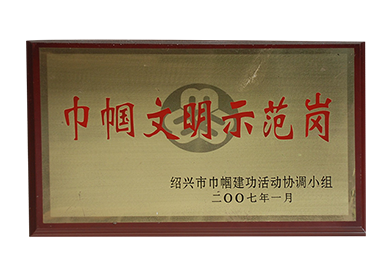 巾帼文明示范岗
绍兴市巾帼建功活动协调小组
二〇〇七年一月